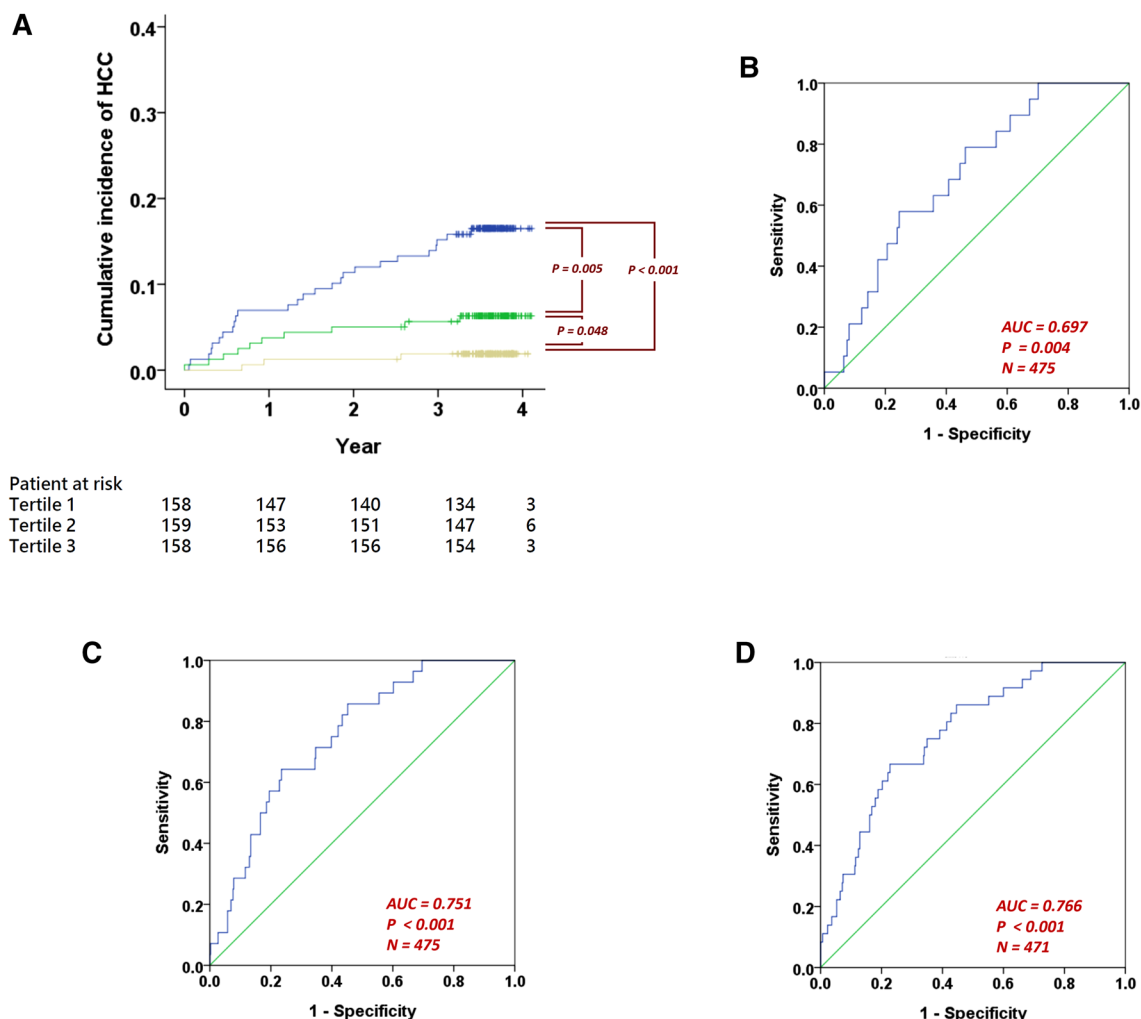 A
Cumulative incidence of HCC
0.4
0.3
0.2
0.1
0.0
P = 0.005
P < 0.001
P = 0.048
0 1 2 3 4
Year
Patient at risk
Tertile 1 158 147 140 134 3
Tertile 2 159 153 151 147 6
Tertile 3 158 156 156 154 3
B
Sensitivity
1.0
0.8
0.6
0.4
0.2
0.0
AUC = 0.697
P = 0.004
N = 475
0.0 0.2 0.4 0.6 0.8 1.0
1 - Specificity
C
Sensitivity
1.0
0.8
0.6
0.4
0.2
0.0
AUC = 0.751
P < 0.001
N = 475
0.0 0.2 0.4 0.6 0.8 1.0
1 - Specificity
D
Sensitivity
1.0
0.8
0.6
0.4
0.2
0.0
AUC = 0.766
P < 0.001
N = 471
0.0 0.2 0.4 0.6 0.8 1.0
1 - Specificity